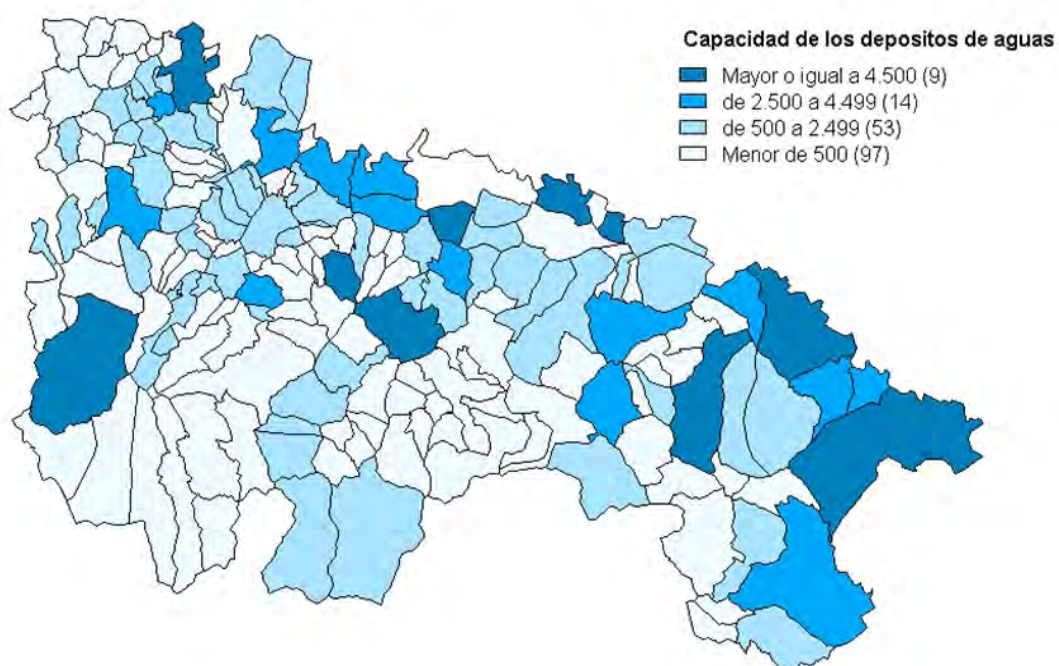 Capacidad de los depositos de aguas
Mayor o igual a 4.500 (9)
de 2.500 a 4.499 (14)
de 500 a 2.499 (53)
Menor de 500 (97)